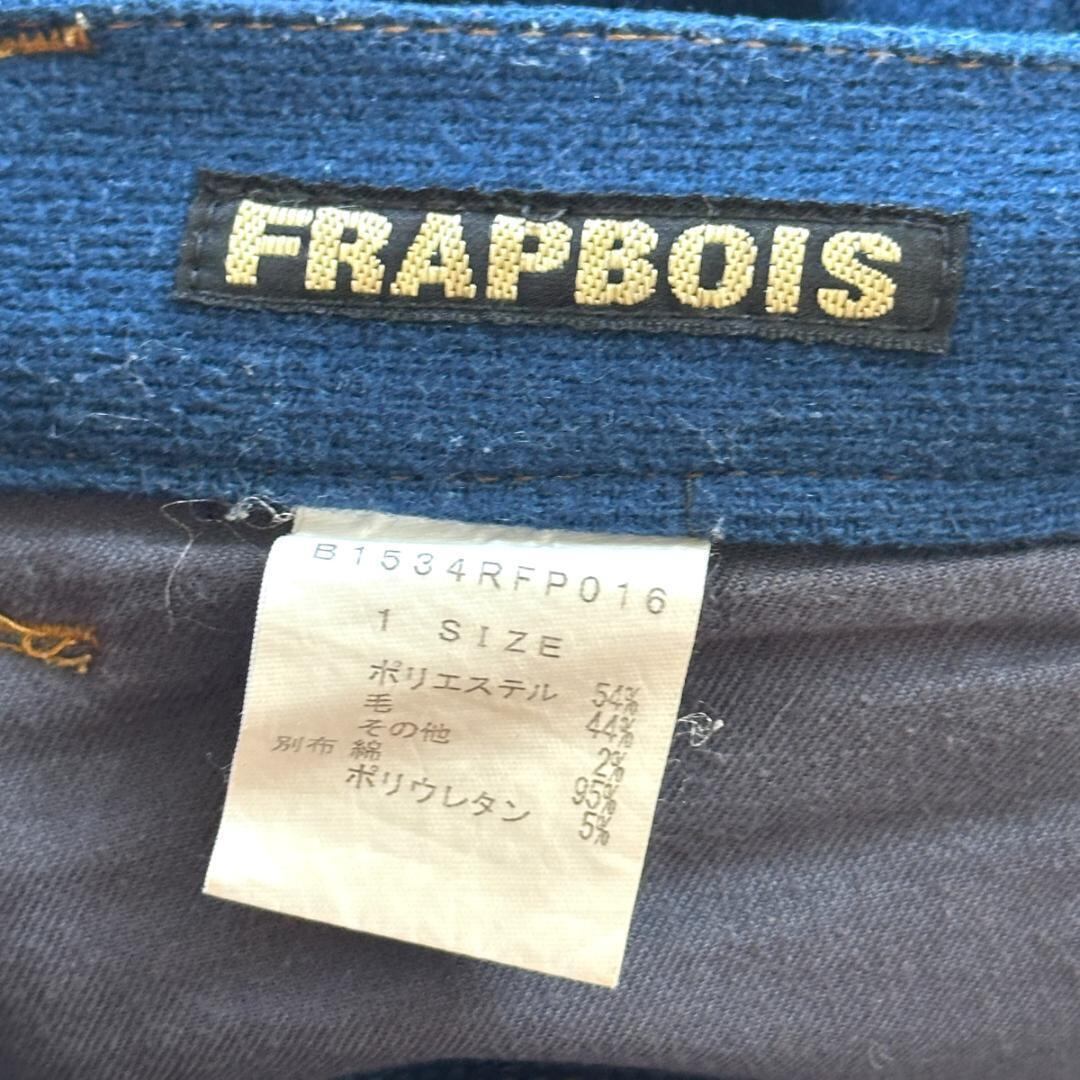 FRAPBOIS
B1534RFP016
1 SIZE
ポリエステル 54%
毛 44%
その他 2%
別布 綿 95%
ポリウレタン 5%